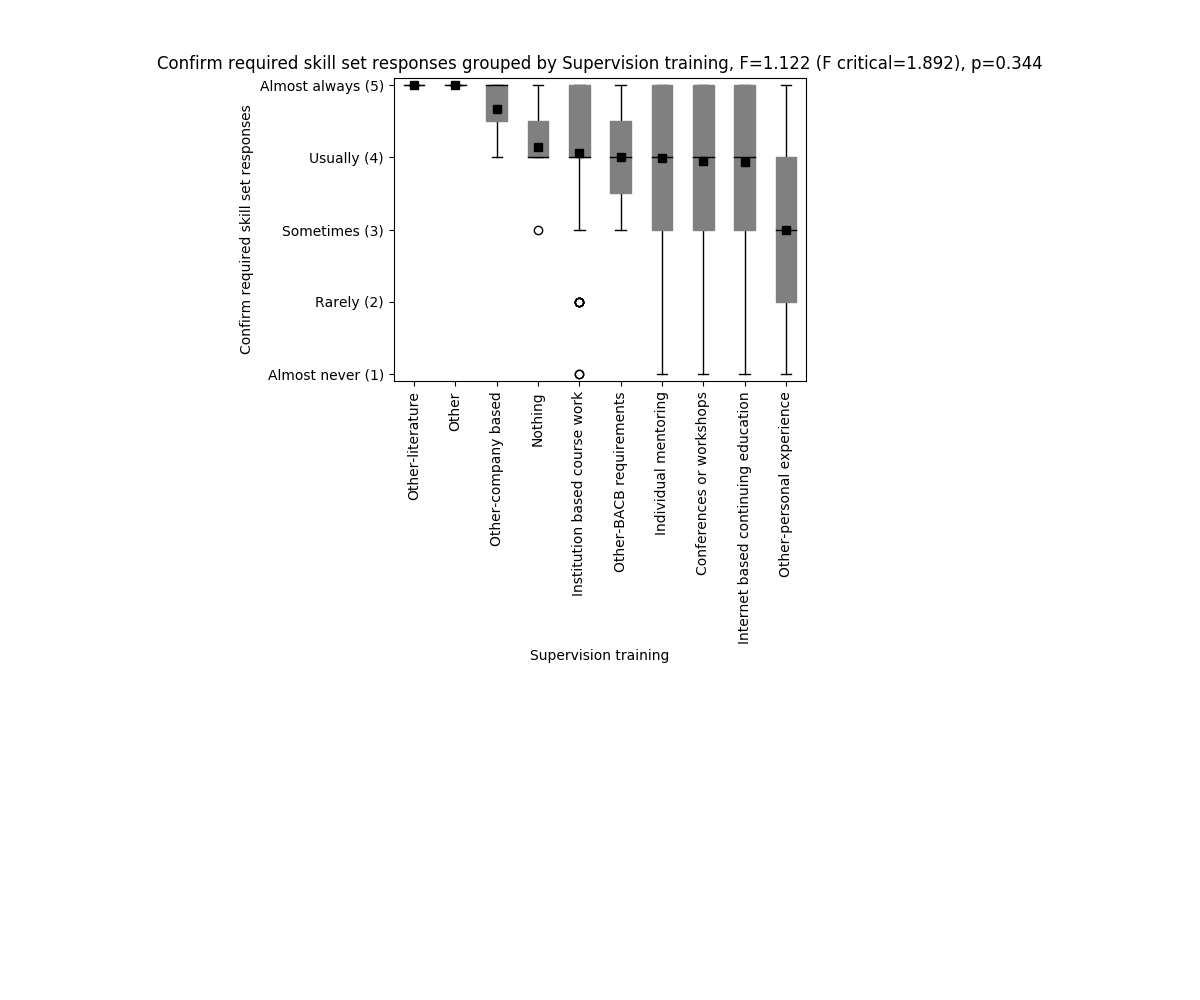 Confirm required skill set responses grouped by Supervision training, F=1.122 (F critical=1.892), p=0.344
Confirm required skill set responses
Almost always (5)
Usually (4)
Sometimes (3)
Rarely (2)
Almost never (1)
Other-literature
Other
Other-company based
Nothing
Institution based course work
Other-BACB requirements
Individual mentoring
Conferences or workshops
Internet based continuing education
Other-personal experience
Supervision training